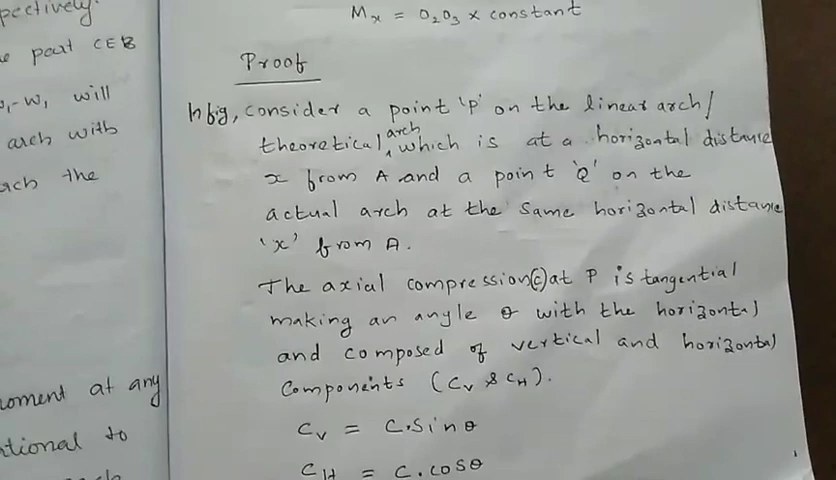 pectively.
part CEB
-W, will
arch with
ach the
oment at any
tional to
Mx = O2O3 x constant
Proof
In fig, consider a point 'P' on the linear arch/
theoretical arch which is at a horizontal distance
x from A and a point 'Q' on the
actual arch at the same horizontal distance
'x' from A.
The axial compression(C) at P is tangential
making an angle θ with the horizontal
and composed of vertical and horizontal
Components (Cv & CH).
Cv = C.Sinθ
CH = C.cosθ